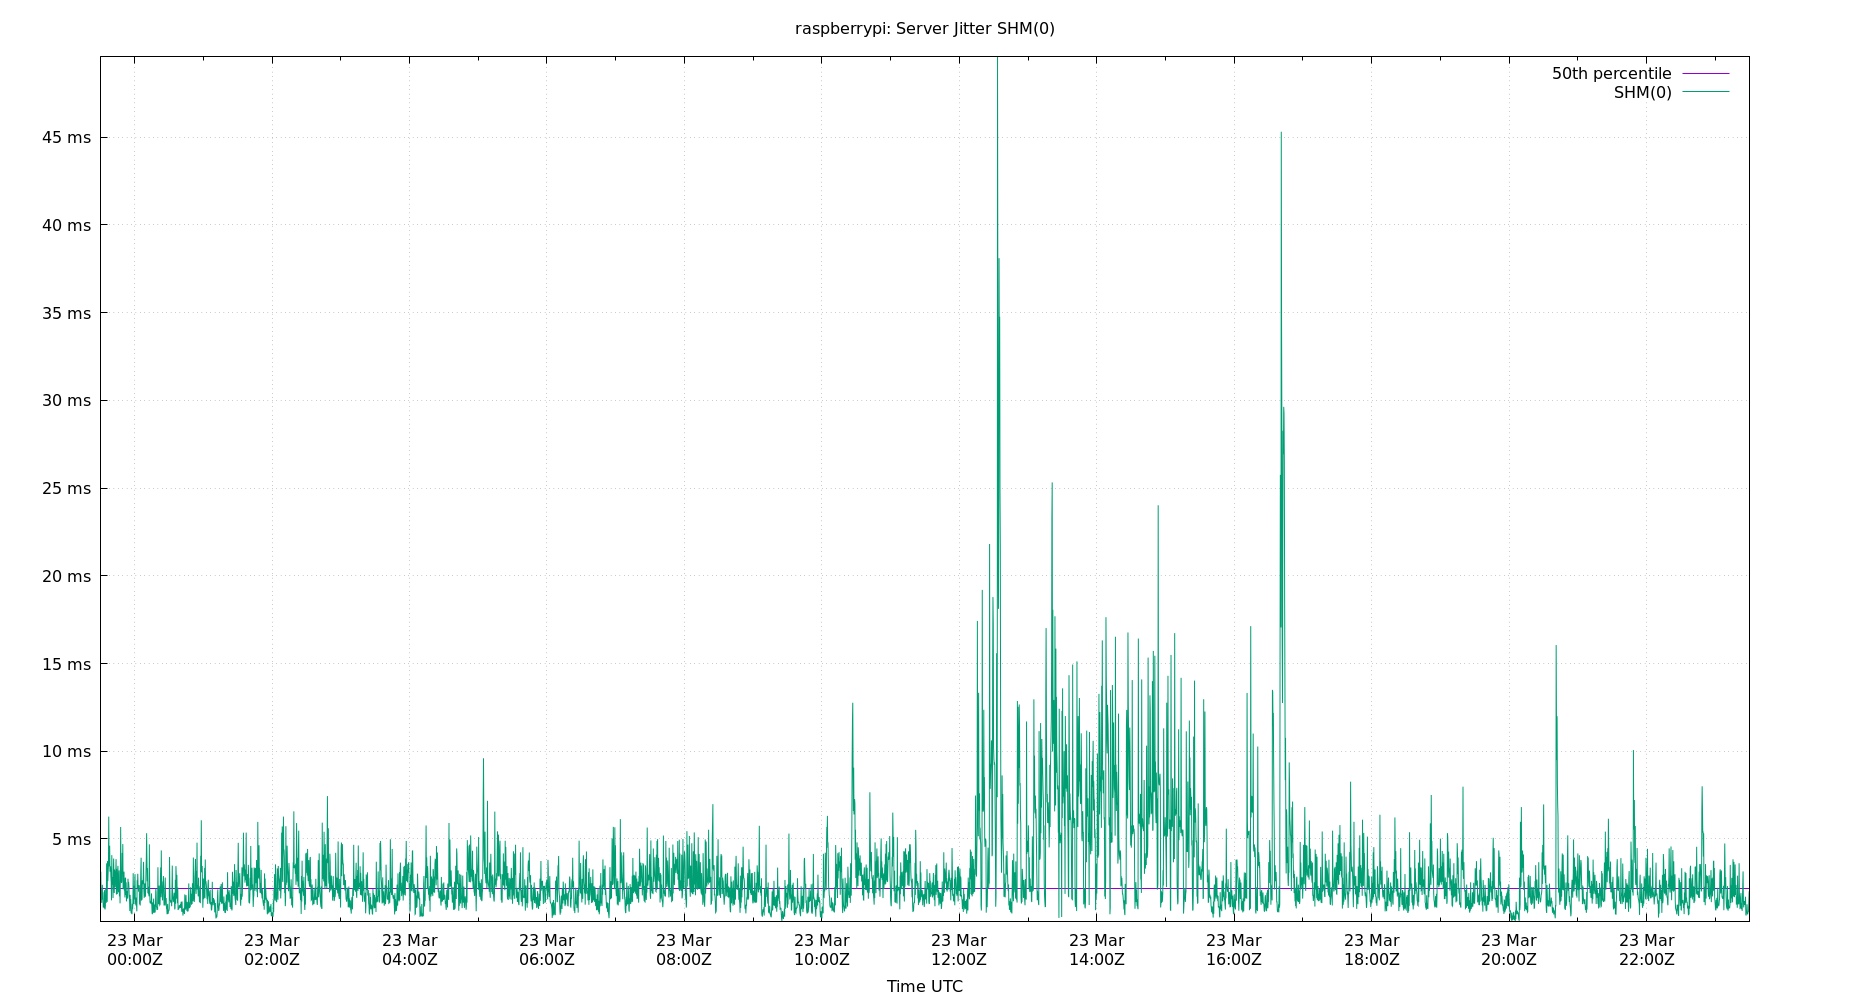 raspberrypi: Server Jitter SHM(0)
50th percentile
SHM(0)
45 ms
40 ms
35 ms
30 ms
25 ms
20 ms
15 ms
10 ms
5 ms
23 Mar 23 Mar 23 Mar 23 Mar 23 Mar 23 Mar 23 Mar 23 Mar 23 Mar 23 Mar 23 Mar 23 Mar
00:00Z 02:00Z 04:00Z 06:00Z 08:00Z 10:00Z 12:00Z 14:00Z 16:00Z 18:00Z 20:00Z 22:00Z
Time UTC